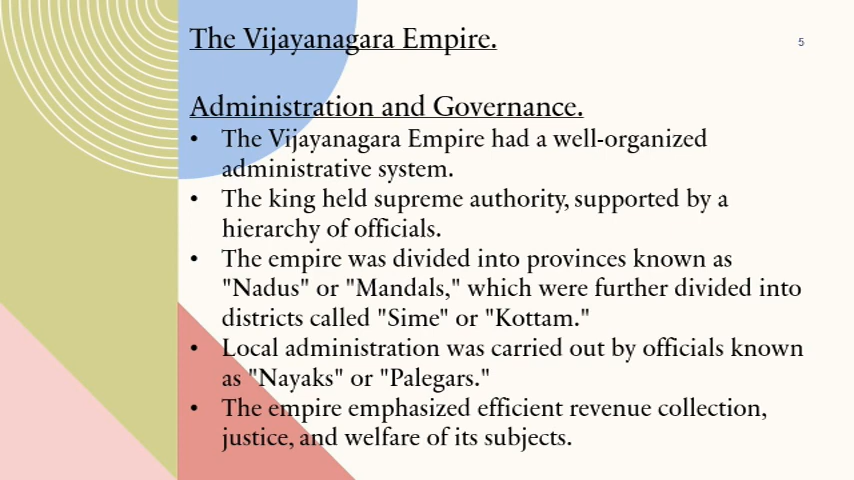 The Vijayanagara Empire.
5
Administration and Governance.
• The Vijayanagara Empire had a well-organized
administrative system.
• The king held supreme authority, supported by a
hierarchy of officials.
• The empire was divided into provinces known as
"Nadus" or "Mandals," which were further divided into
districts called "Sime" or "Kottam."
• Local administration was carried out by officials known
as "Nayaks" or "Palegars."
• The empire emphasized efficient revenue collection,
justice, and welfare of its subjects.